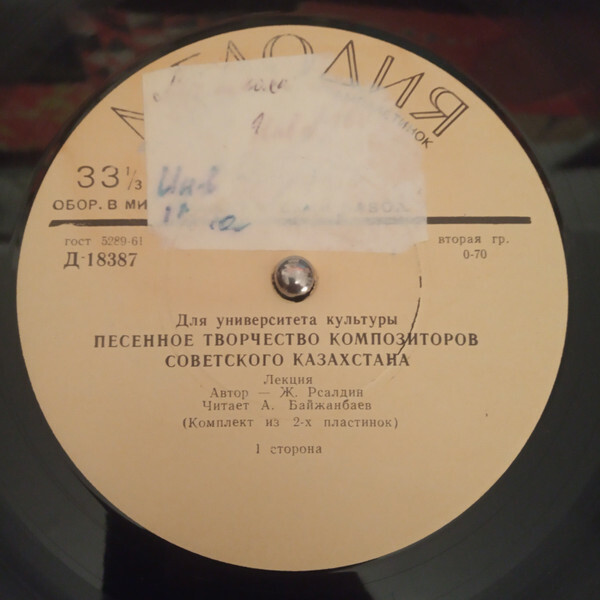 МЕЛОДИЯ
33⅓
ОБОР. В МИ
гост 5289-61
Д-18387
вторая гр.
0-70
Для университета культуры
ПЕСЕННОЕ ТВОРЧЕСТВО КОМПОЗИТОРОВ
СОВЕТСКОГО КАЗАХСТАНА
Лекция
Автор — Ж. Рсалдин
Читает А. Байжанбаев
(Комплект из 2-х пластинок)
1 сторона